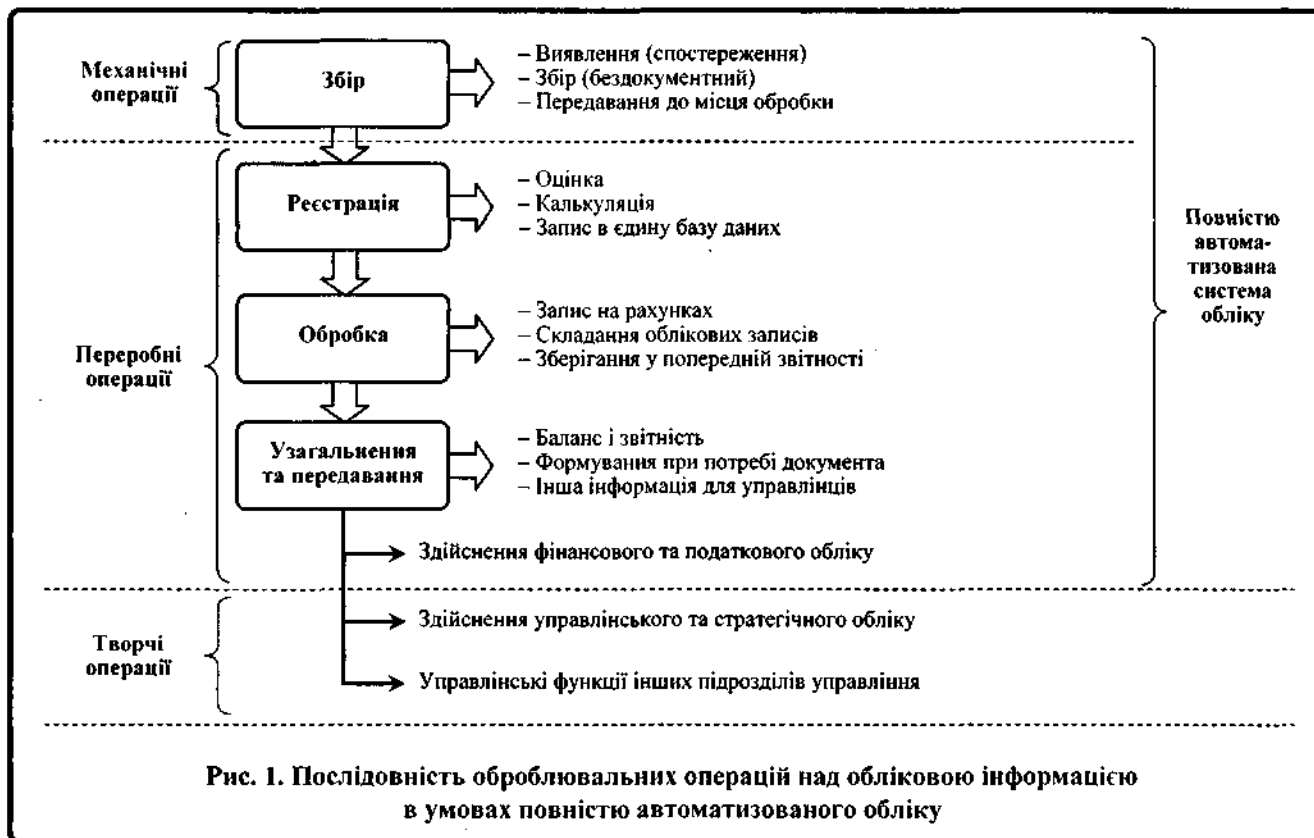 Механічні
операції
Збір
– Виявлення (спостереження)
– Збір (бездокументний)
– Передавання до місця обробки
Переробні
операції
Реєстрація
– Оцінка
– Калькуляція
– Запис в єдину базу даних
Обробка
– Запис на рахунках
– Складання облікових записів
– Зберігання у попередній звітності
Узагальнення
та передавання
– Баланс і звітність
– Формування при потребі документа
– Інша інформація для управлінців
Здійснення фінансового та податкового обліку
Повністю
автома-
тизована
система
обліку
Творчі
операції
Здійснення управлінського та стратегічного обліку
Управлінські функції інших підрозділів управління
Рис. 1. Послідовність оброблювальних операцій над обліковою інформацією
в умовах повністю автоматизованого обліку